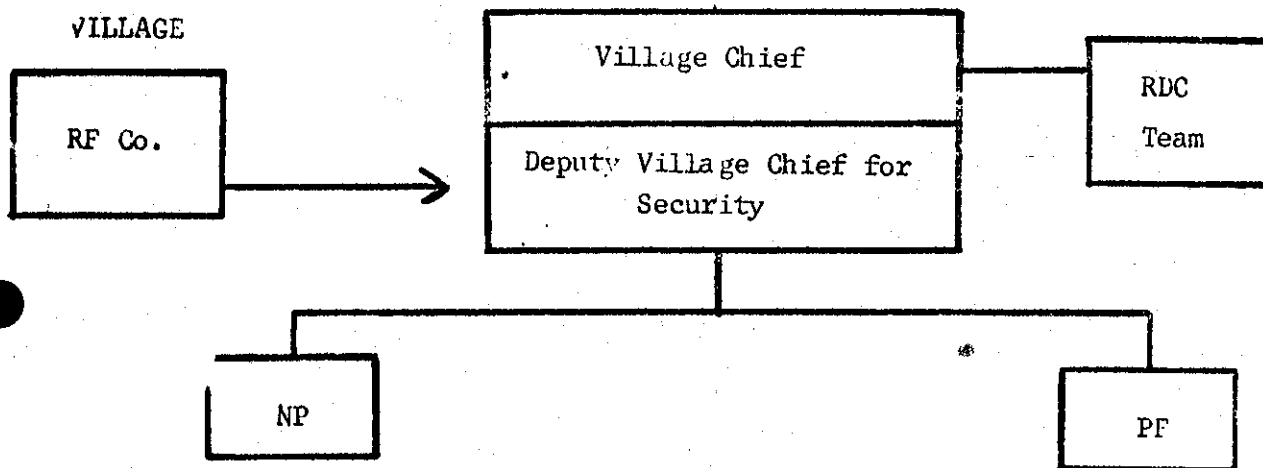 VILLAGE
Village Chief
RDC
Team
RF Co.
Deputy Village Chief for
Security
NP
PF